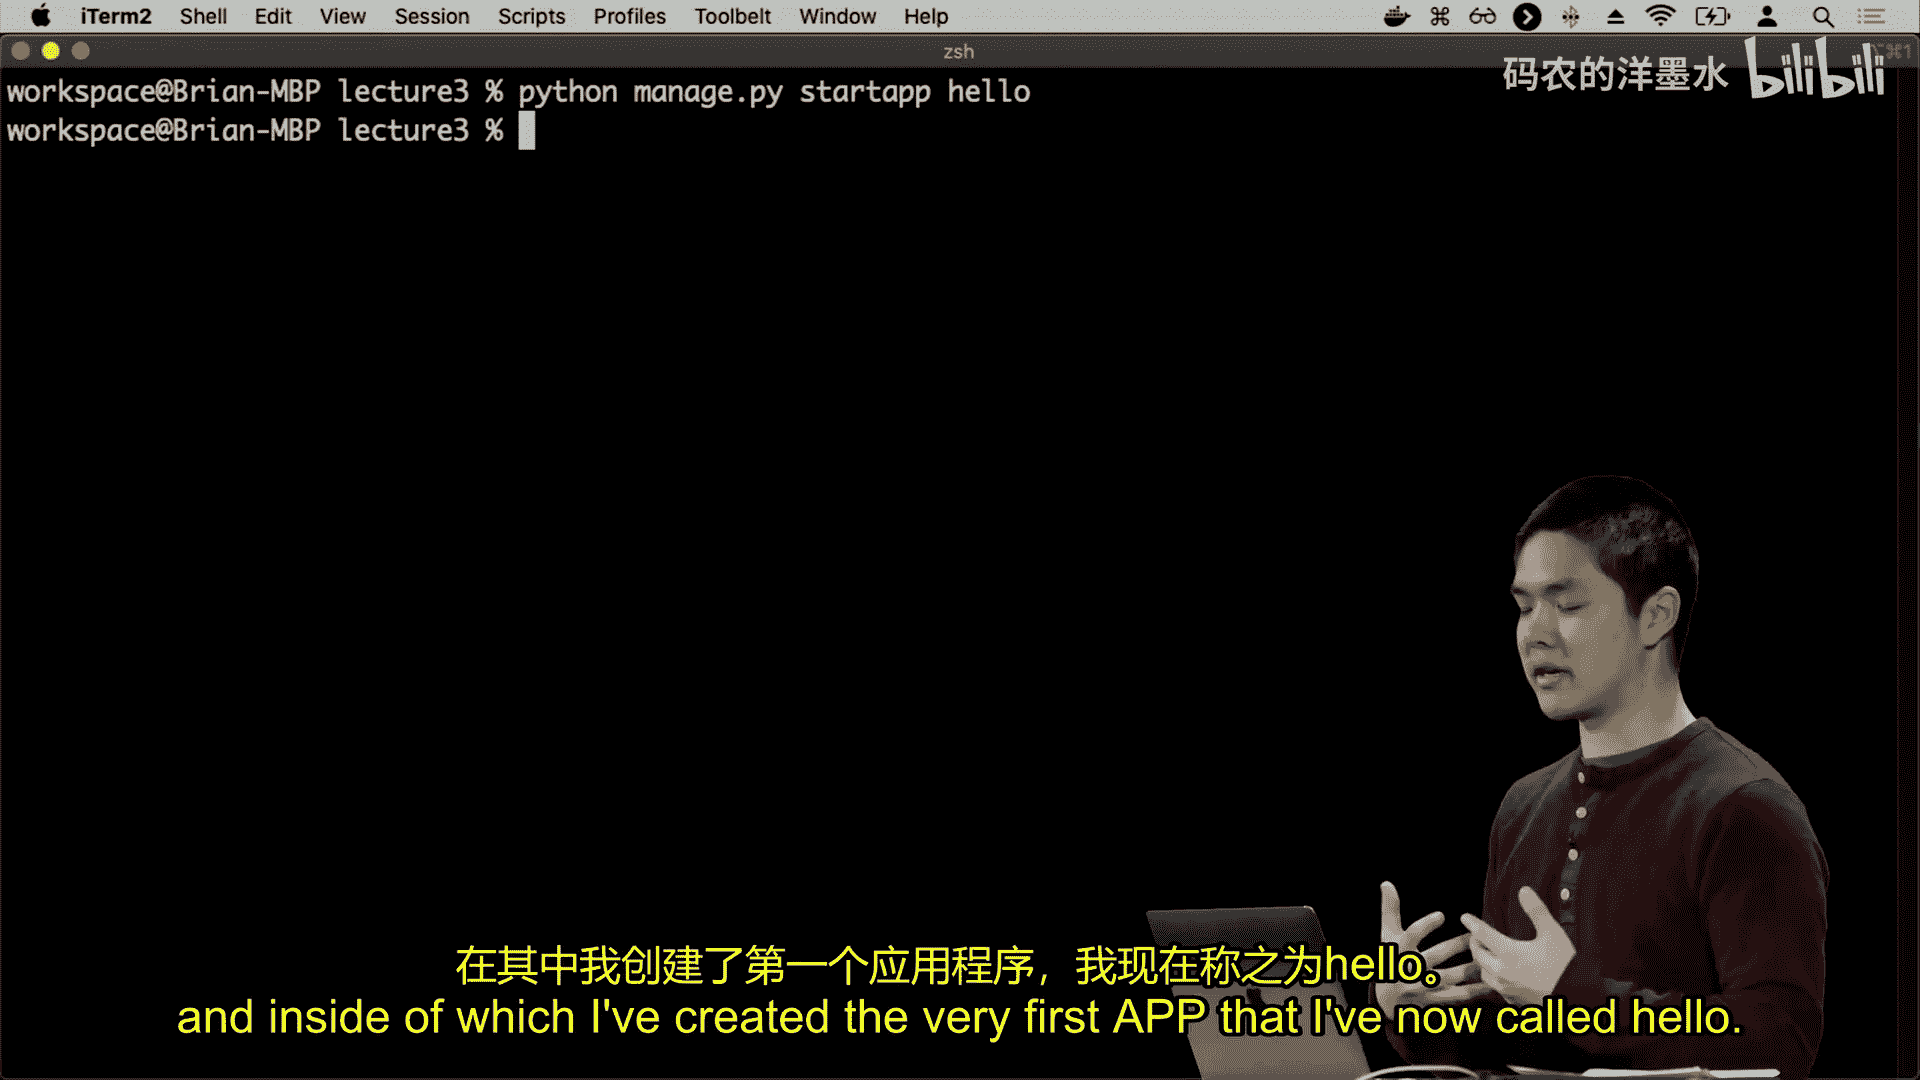 iTerm2 Shell Edit View Session Scripts Profiles Toolbelt Window Help
zsh
⌘1
码农的洋墨水 bilibili
workspace@Brian-MBP lecture3 % python manage.py startapp hello
workspace@Brian-MBP lecture3 %
在其中我创建了第一个应用程序，我现在称之为hello。
and inside of which I've created the very first APP that I've now called hello.